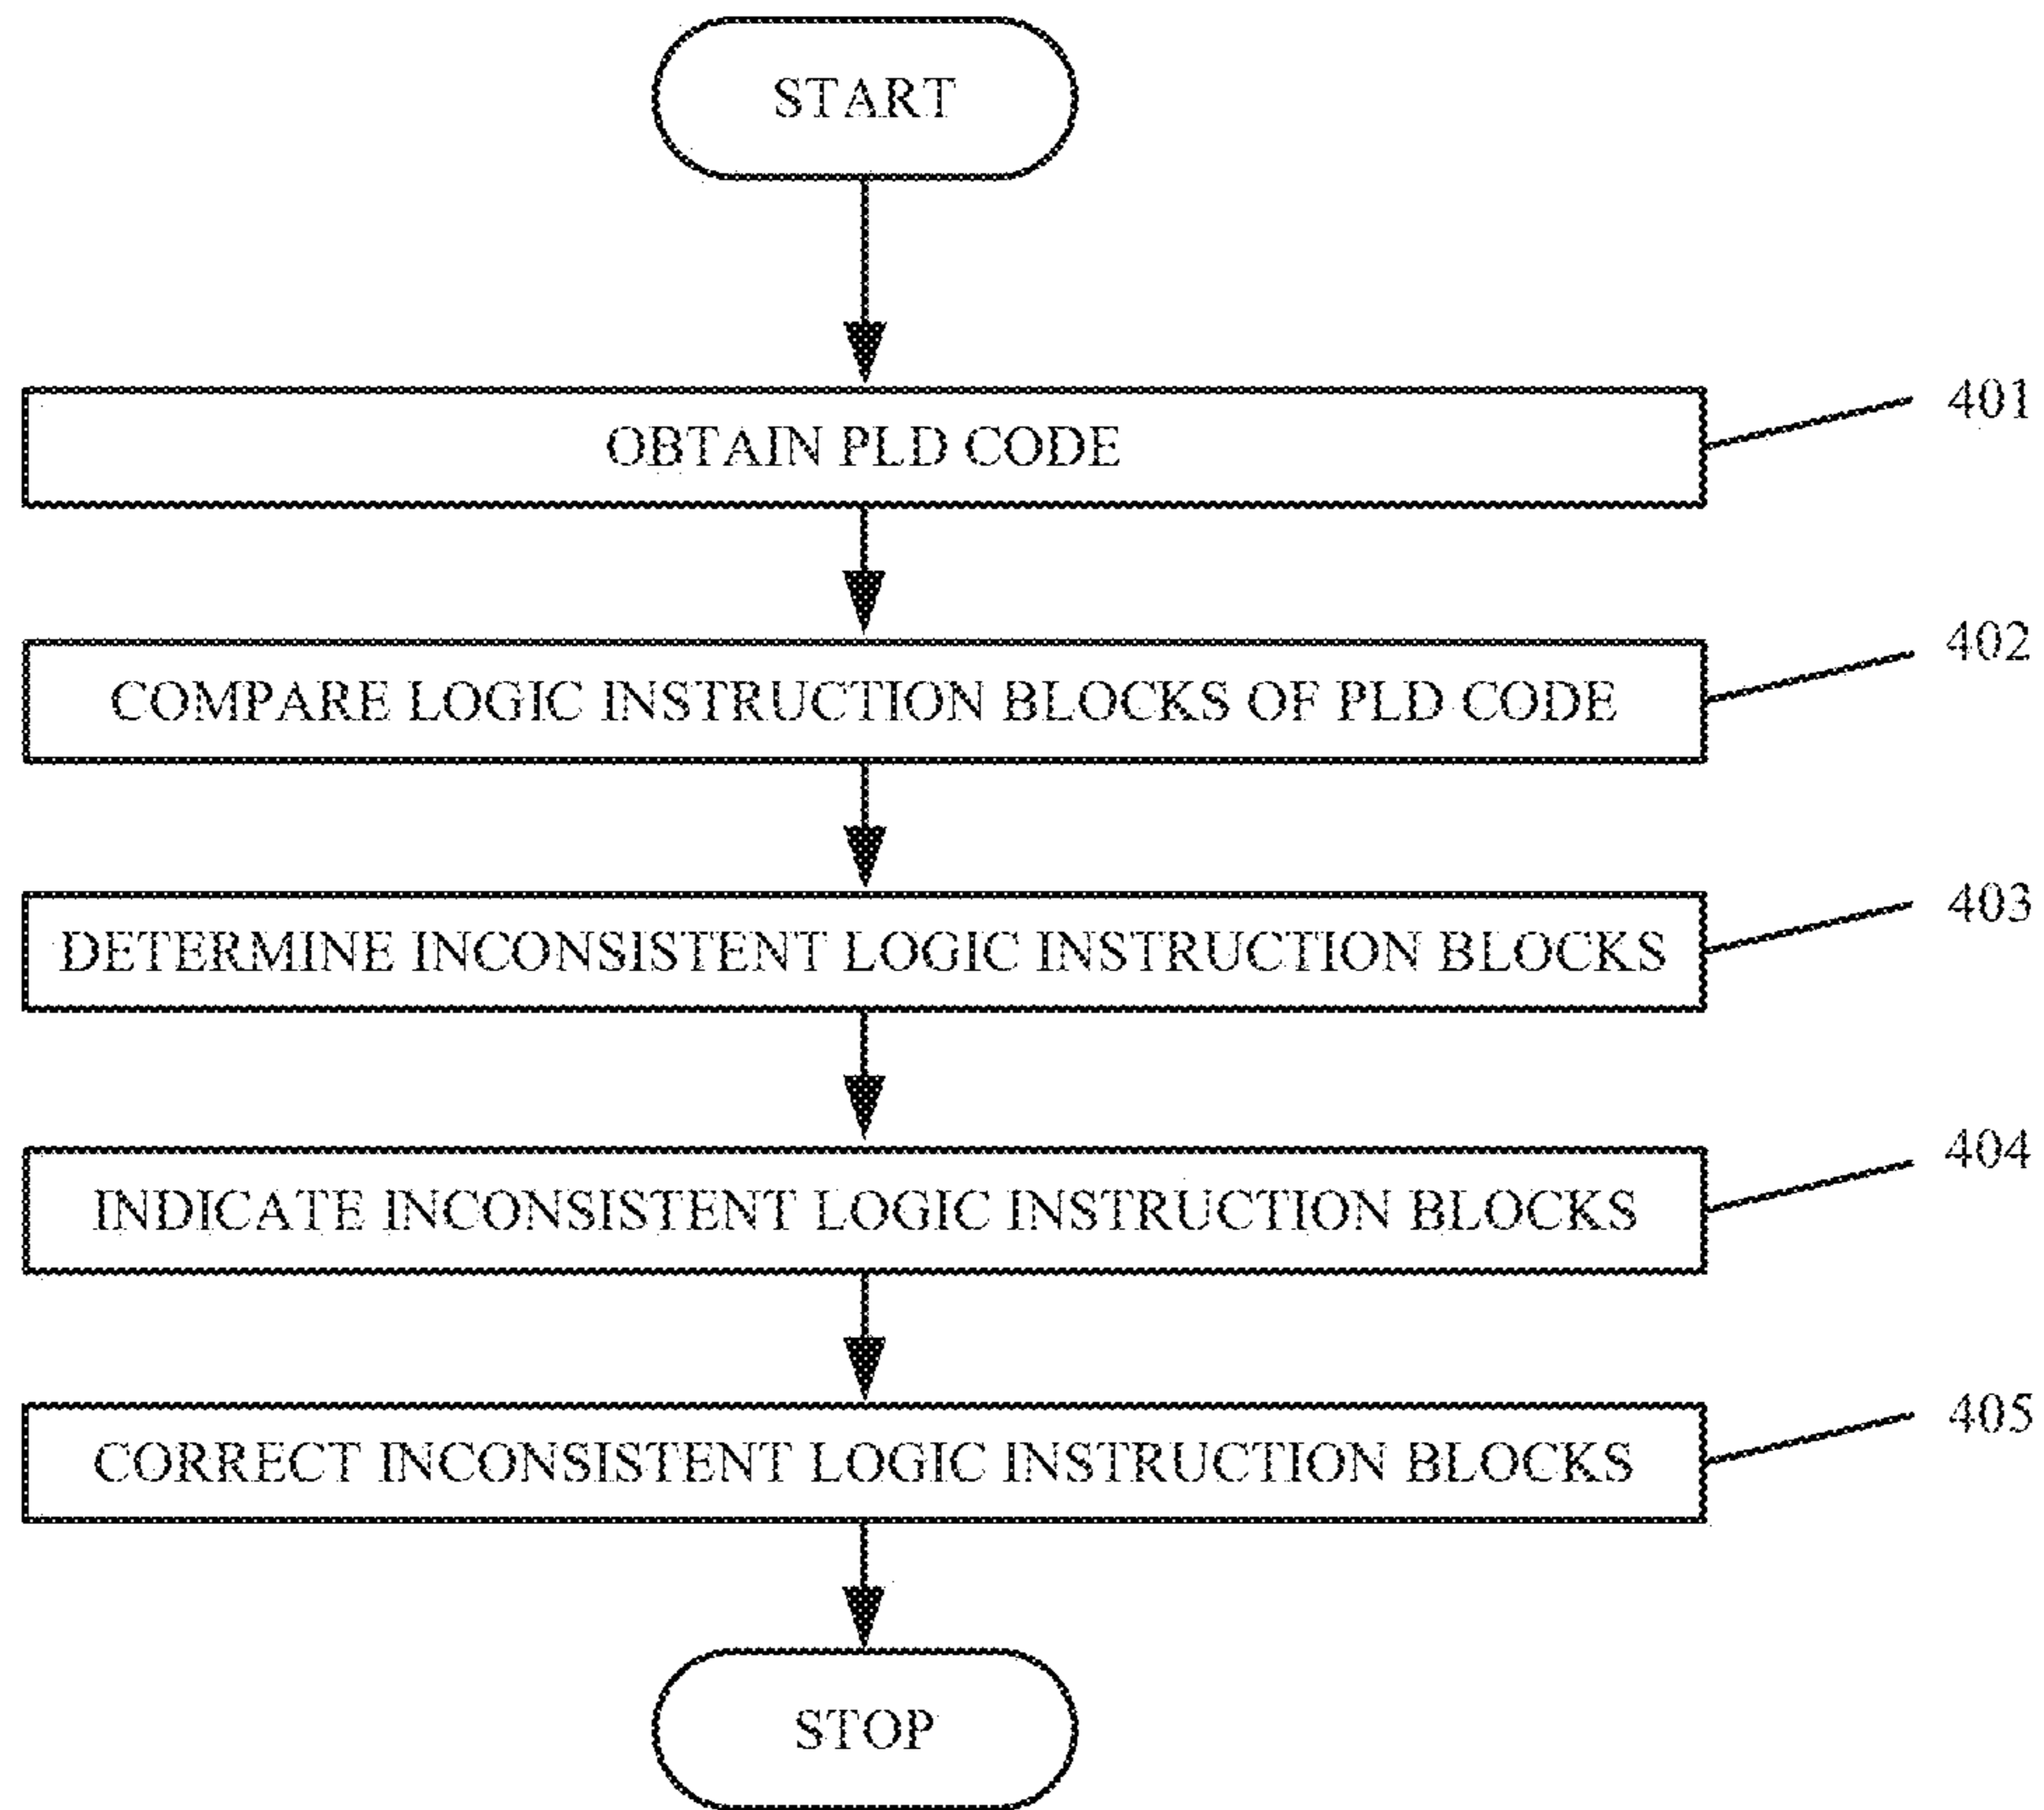 START
OBTAIN PLD CODE
401
COMPARE LOGIC INSTRUCTION BLOCKS OF PLD CODE
402
DETERMINE INCONSISTENT LOGIC INSTRUCTION BLOCKS
403
INDICATE INCONSISTENT LOGIC INSTRUCTION BLOCKS
404
CORRECT INCONSISTENT LOGIC INSTRUCTION BLOCKS
405
STOP